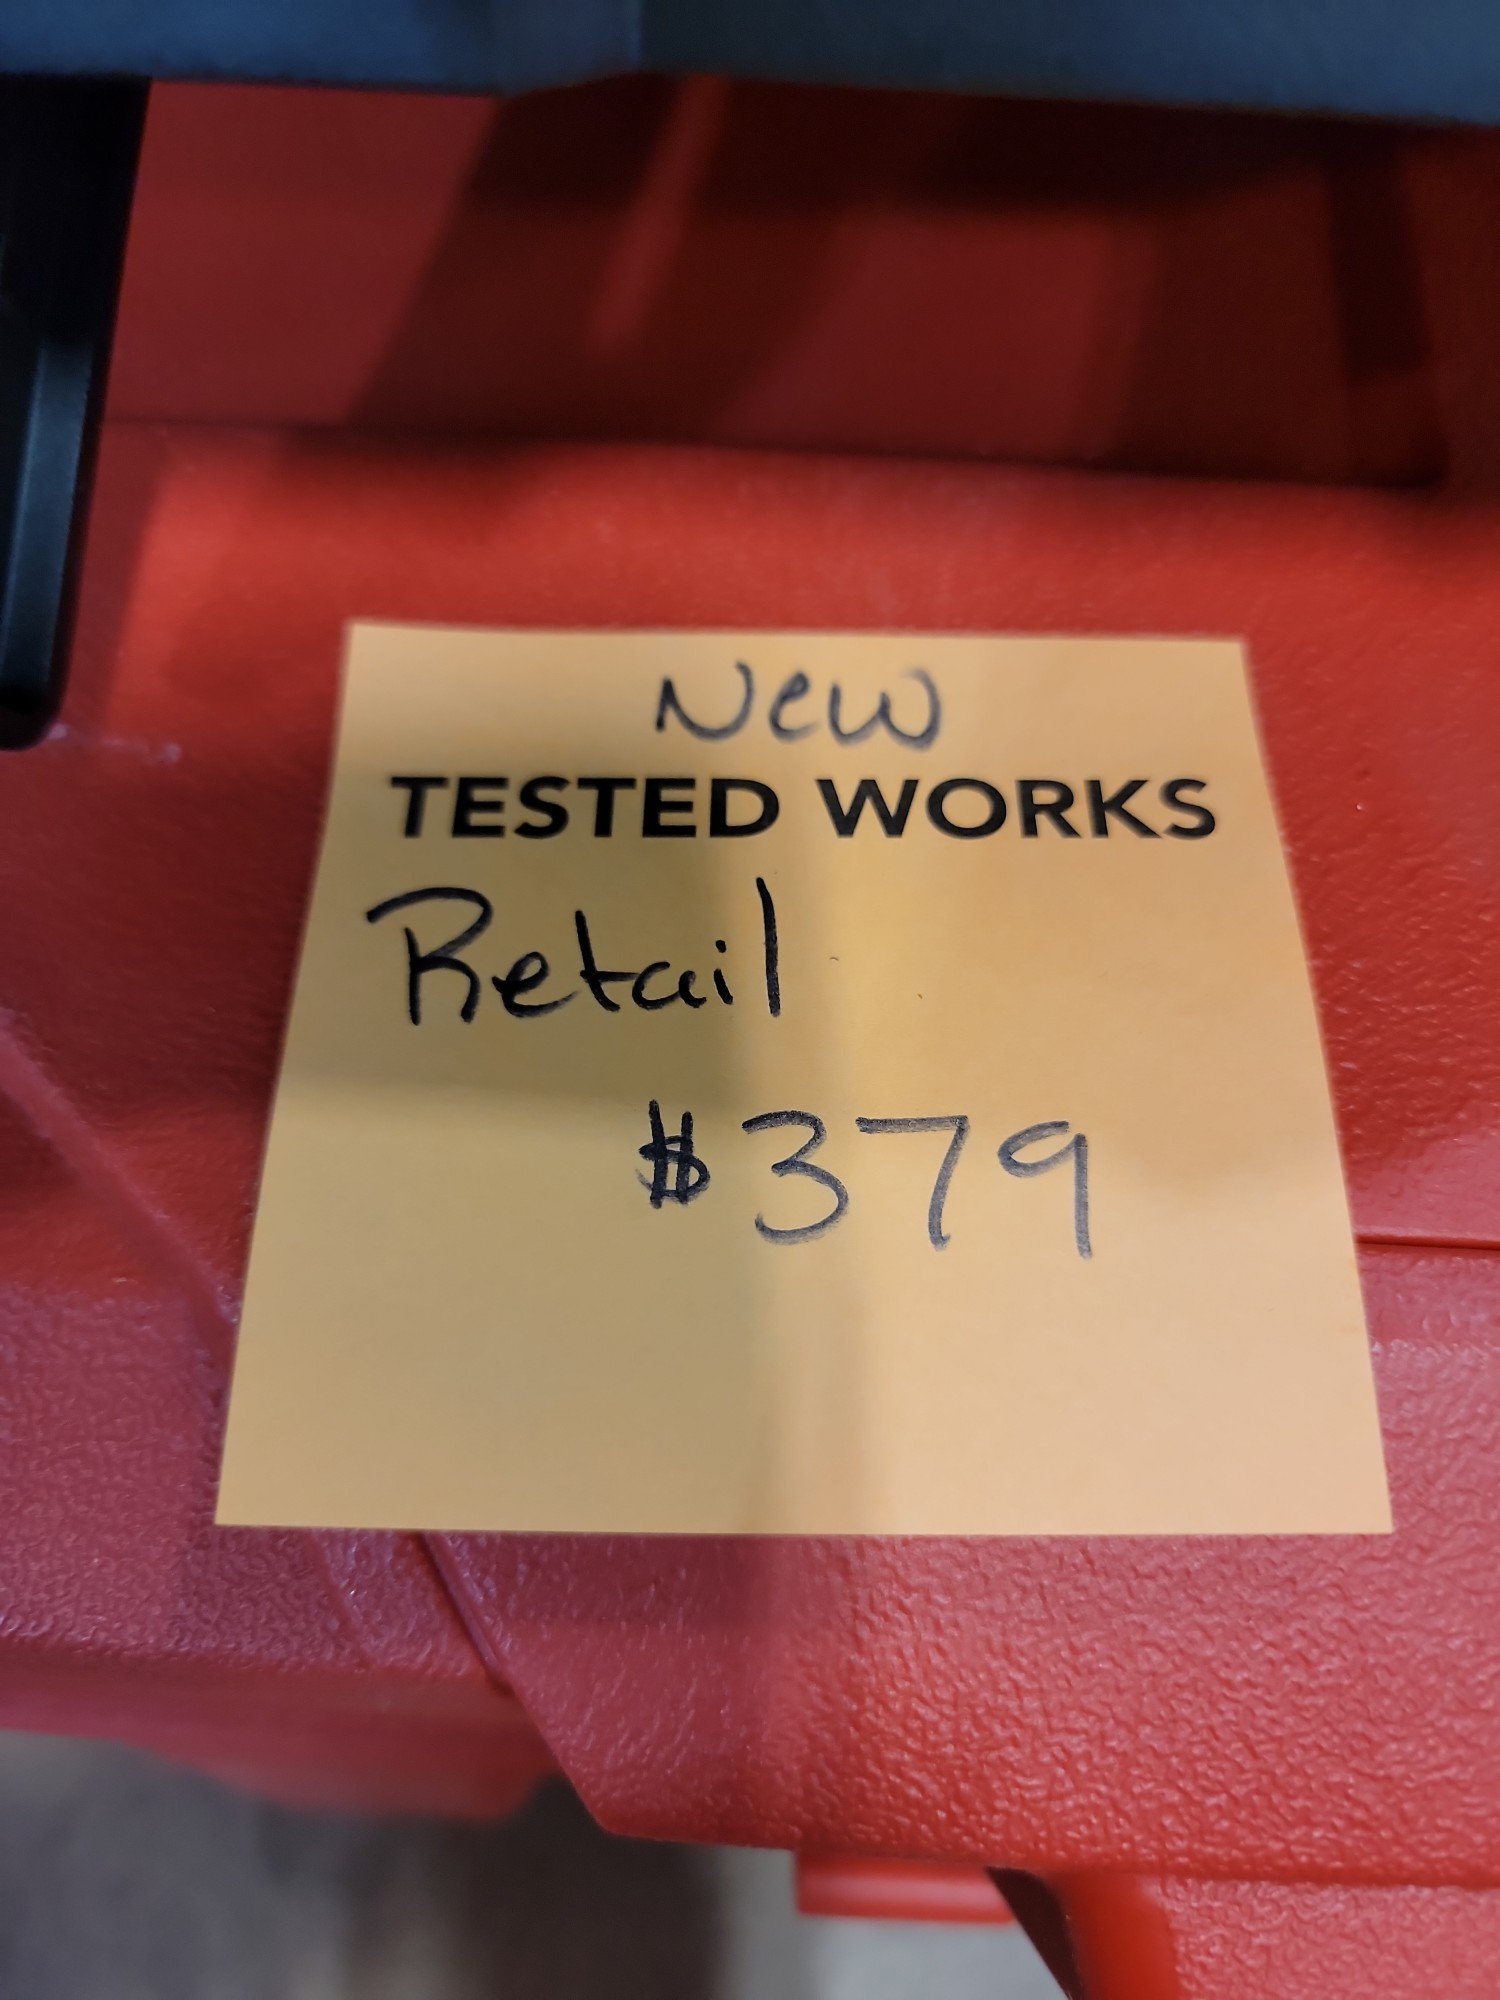 New
TESTED WORKS
Retail
$379